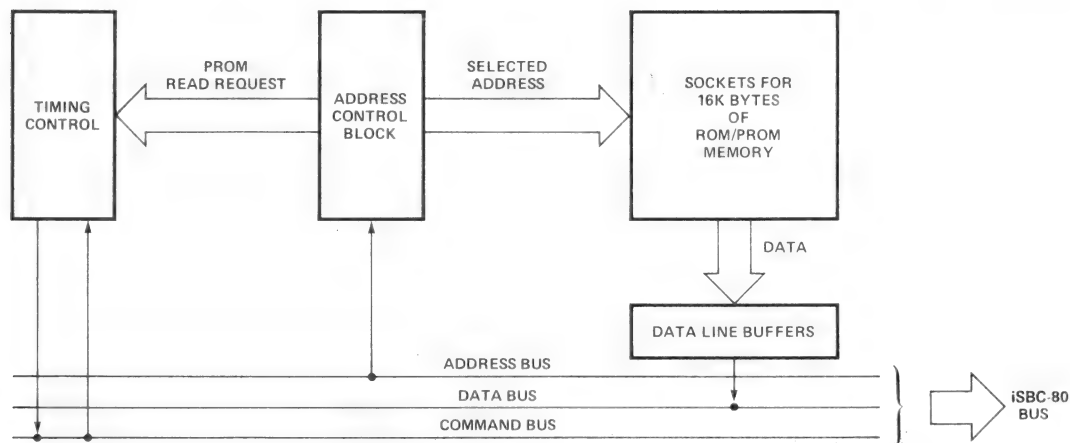 TIMING
CONTROL
PROM
READ REQUEST
ADDRESS
CONTROL
BLOCK
SELECTED
ADDRESS
SOCKETS FOR
16K BYTES
OF
ROM/PROM
MEMORY
DATA
DATA LINE BUFFERS
ADDRESS BUS
DATA BUS
COMMAND BUS
iSBC-80
BUS